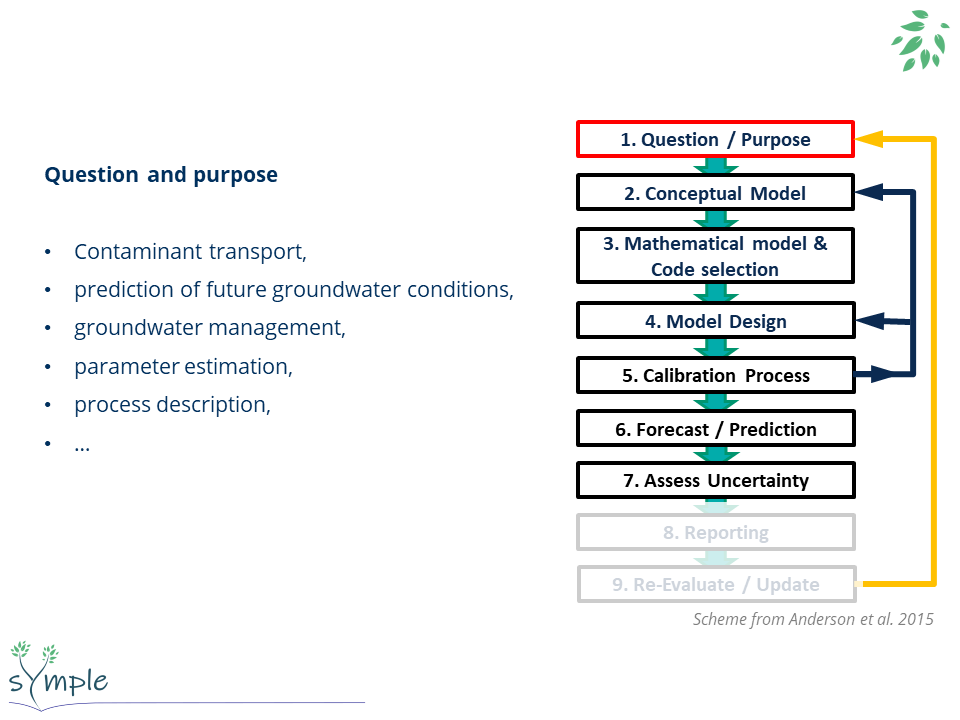 Question and purpose
• Contaminant transport,
• prediction of future groundwater conditions,
• groundwater management,
• parameter estimation,
• process description,
• ...
1. Question / Purpose
2. Conceptual Model
3. Mathematical model &
Code selection
4. Model Design
5. Calibration Process
6. Forecast / Prediction
7. Assess Uncertainty
8. Reporting
9. Re-Evaluate / Update
Scheme from Anderson et al. 2015
sYmple